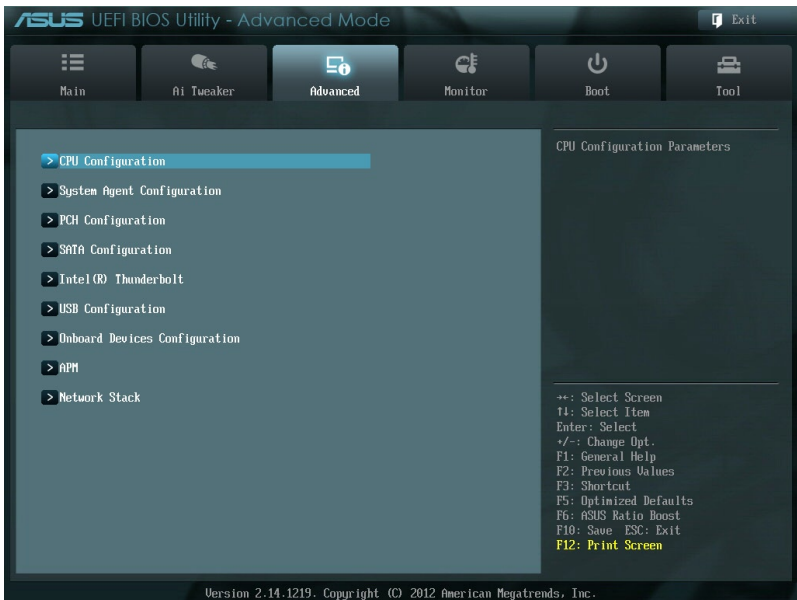 ASUS UEFI BIOS Utility - Advanced Mode
Exit
Main
Ai Tweaker
Advanced
Monitor
Boot
Tool
> CPU Configuration
> System Agent Configuration
> PCH Configuration
> SATA Configuration
> Intel(R) Thunderbolt
> USB Configuration
> Onboard Devices Configuration
> APM
> Network Stack
CPU Configuration Parameters
→←: Select Screen
↑↓: Select Item
Enter: Select
+/-: Change Opt.
F1: General Help
F2: Previous Values
F3: Shortcut
F5: Optimized Defaults
F6: ASUS Ratio Boost
F10: Save ESC: Exit
F12: Print Screen
Version 2.14.1219. Copyright (C) 2012 American Megatrends, Inc.